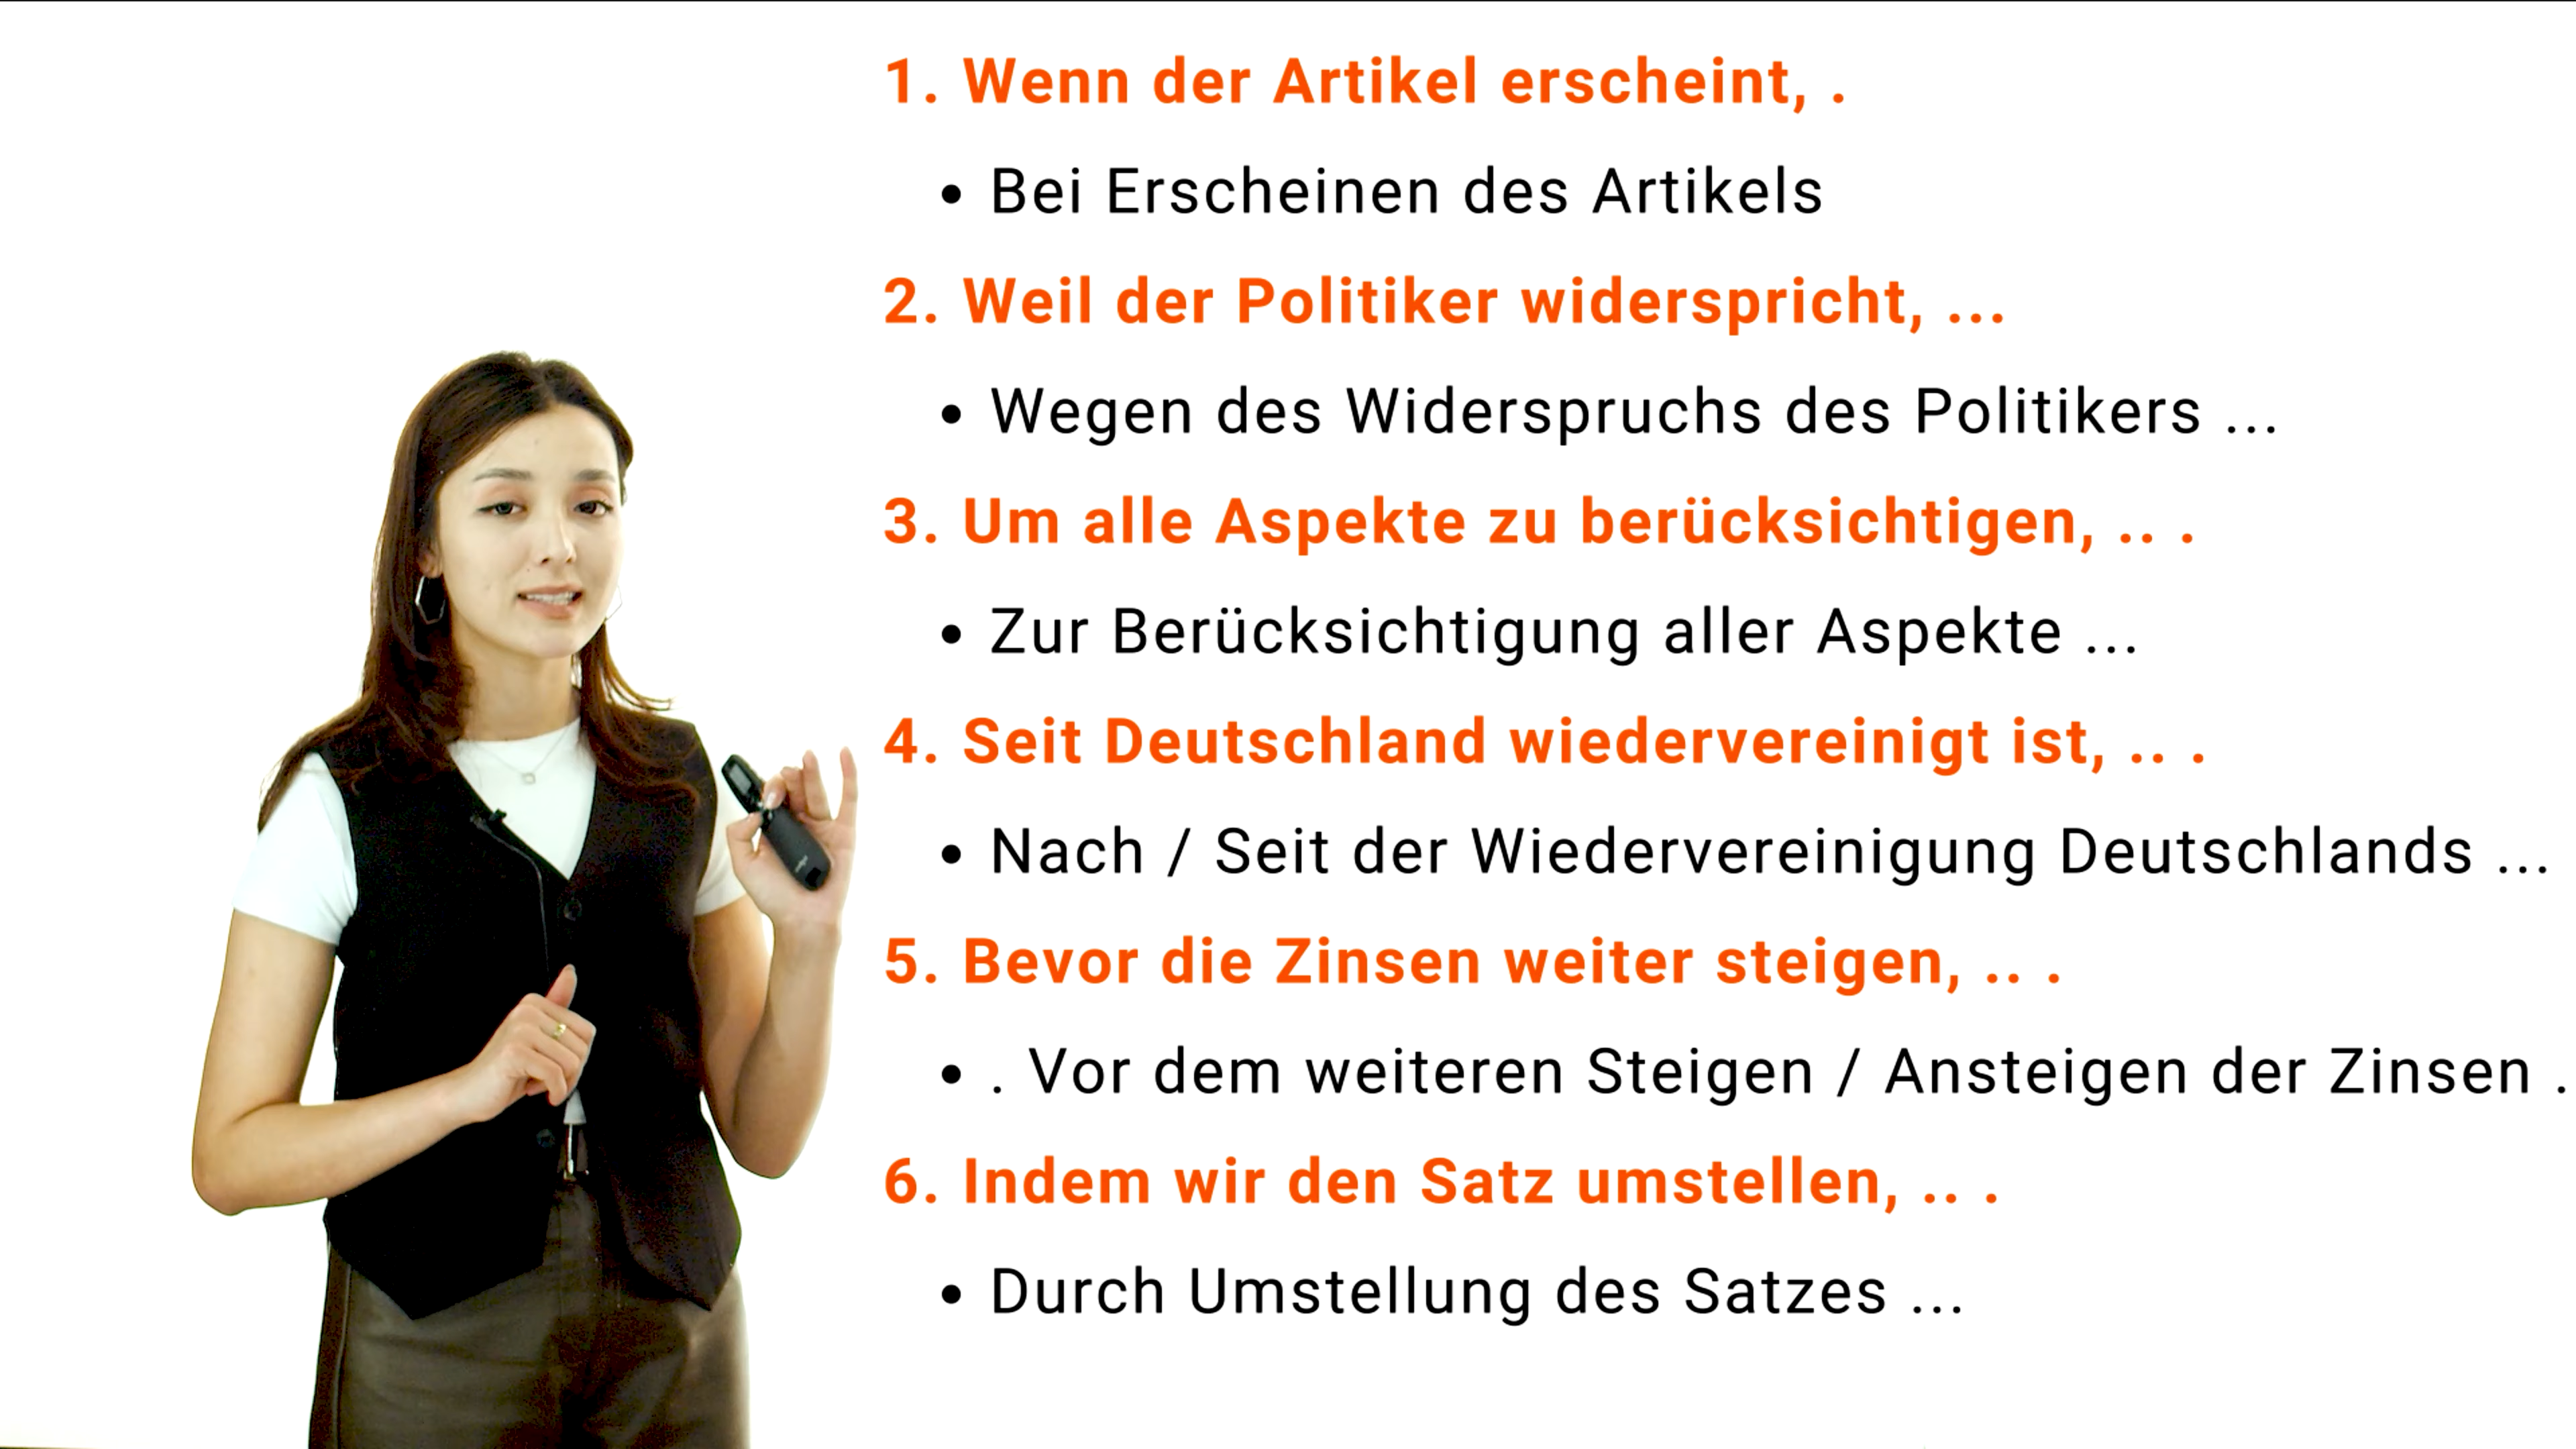 1. Wenn der Artikel erscheint, .
• Bei Erscheinen des Artikels
2. Weil der Politiker widerspricht, ...
• Wegen des Widerspruchs des Politikers ...
3. Um alle Aspekte zu berücksichtigen, .. .
• Zur Berücksichtigung aller Aspekte ...
4. Seit Deutschland wiedervereinigt ist, .. .
• Nach / Seit der Wiedervereinigung Deutschlands ...
5. Bevor die Zinsen weiter steigen, .. .
• . Vor dem weiteren Steigen / Ansteigen der Zinsen .
6. Indem wir den Satz umstellen, .. .
• Durch Umstellung des Satzes ...